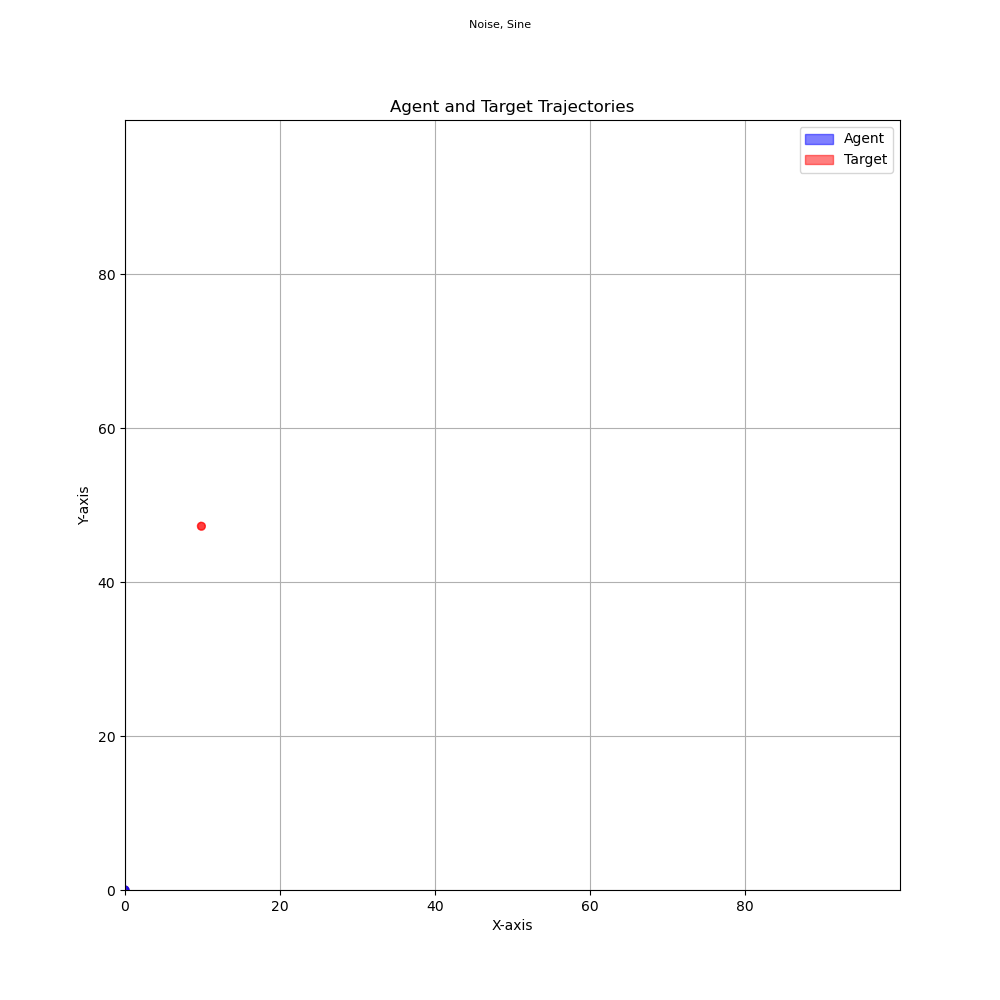 Noise, Sine
Agent and Target Trajectories
Agent
Target
80
60
40
20
0
Y-axis
0 20 40 60 80
X-axis